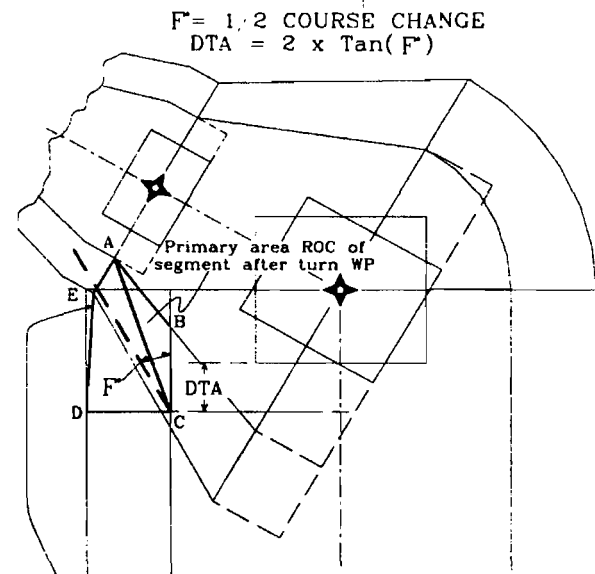 F°= 1/2 COURSE CHANGE
DTA = 2 x Tan(F°)
A
Primary area ROC of
segment after turn WP
E
B
F°
DTA
D
C